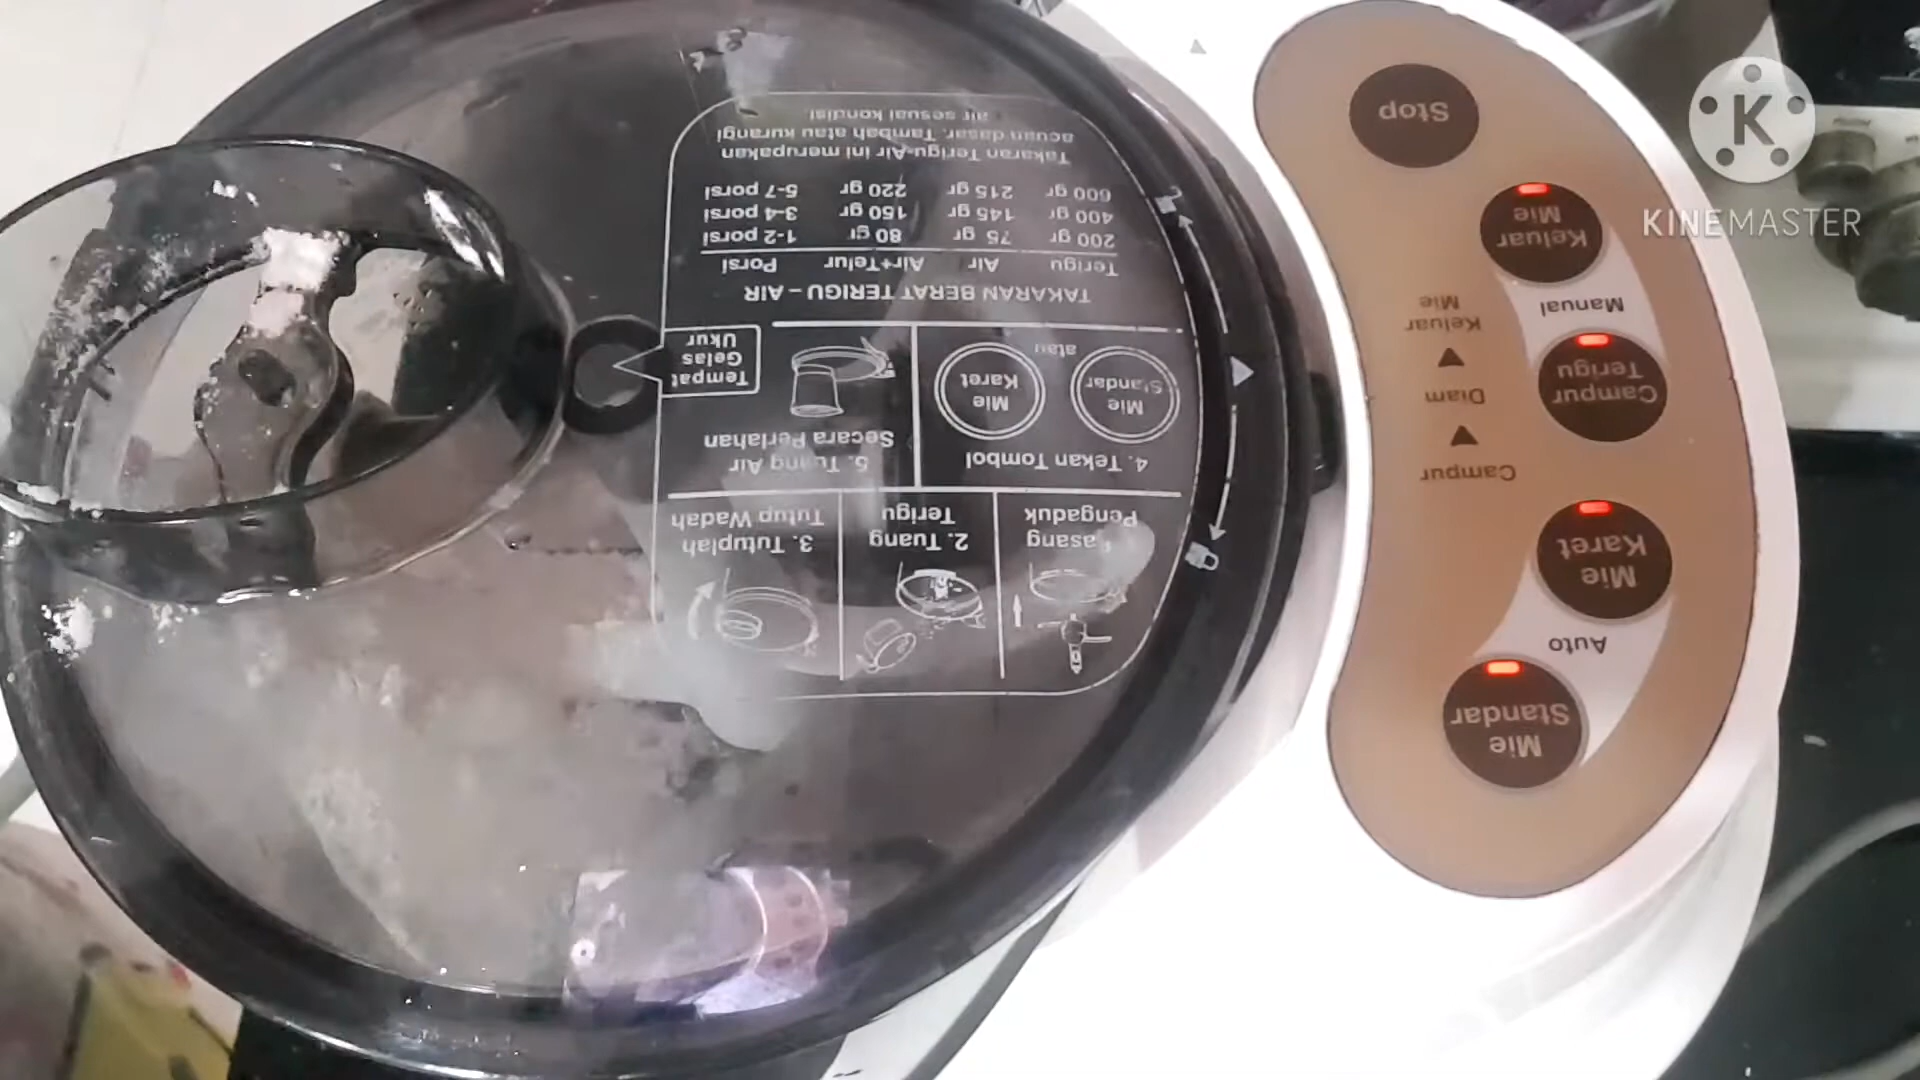 1. Pasang
Pengaduk
2. Tuang
Terigu
3. Tutuplah
Tutup Wadah
4. Tekan Tombol
Mie
Standar
atau
Mie
Karet
5. Tuang Air
Secara Perlahan
Tempat
Gelas
Ukur
TAKARAN BERAT TERIGU - AIR
Terigu Air Air+Telur Porsi
200 gr 75 gr 80 gr 1-2 porsi
400 gr 145 gr 150 gr 3-4 porsi
600 gr 215 gr 220 gr 5-7 porsi
Takaran Terigu-Air ini merupakan
acuan dasar. Tambah atau kurangi
air sesuai kondisi.
Mie
Standar
Auto
Mie
Karet
Campur
Diam
Keluar
Mie
Campur
Terigu
Manual
Keluar
Mie
Stop
K
KINEMASTER